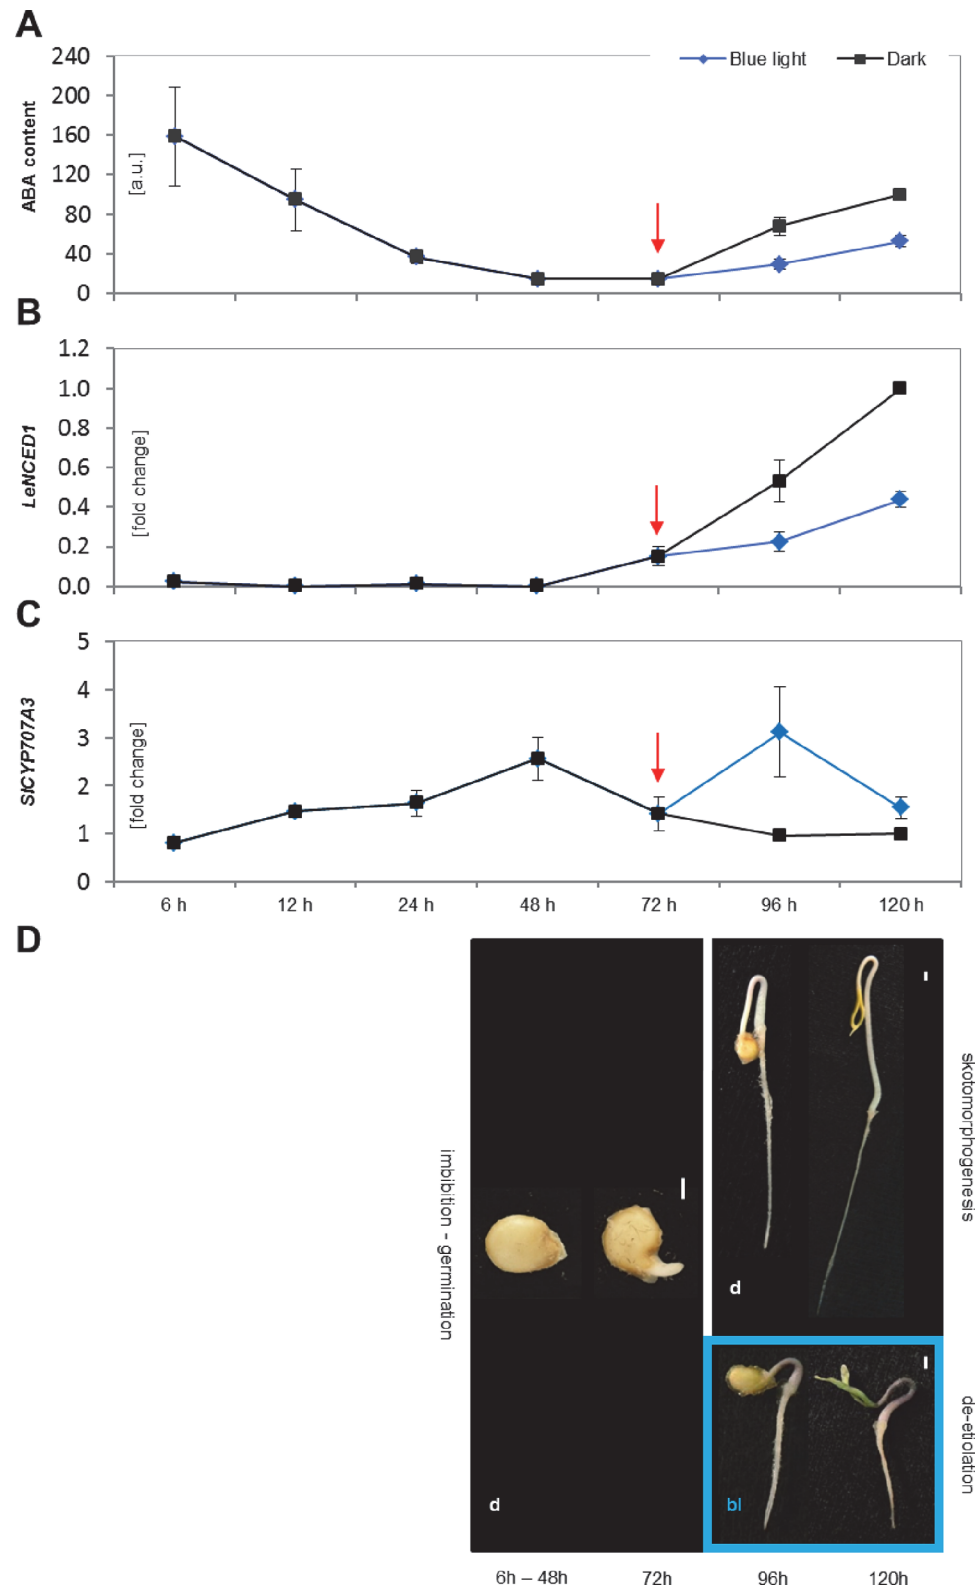 A
Blue light
Dark
ABA content
[a.u.]
240
200
160
120
80
40
0
B
LeNCED1
[fold change]
1.2
1.0
0.8
0.6
0.4
0.2
0.0
C
SlCYP707A3
[fold change]
5
4
3
2
1
0
6 h 12 h 24 h 48 h 72 h 96 h 120 h
D
imbibition - germination
skotomorphogenesis
de-etiolation
d
d
bl
6h – 48h 72h 96h 120h